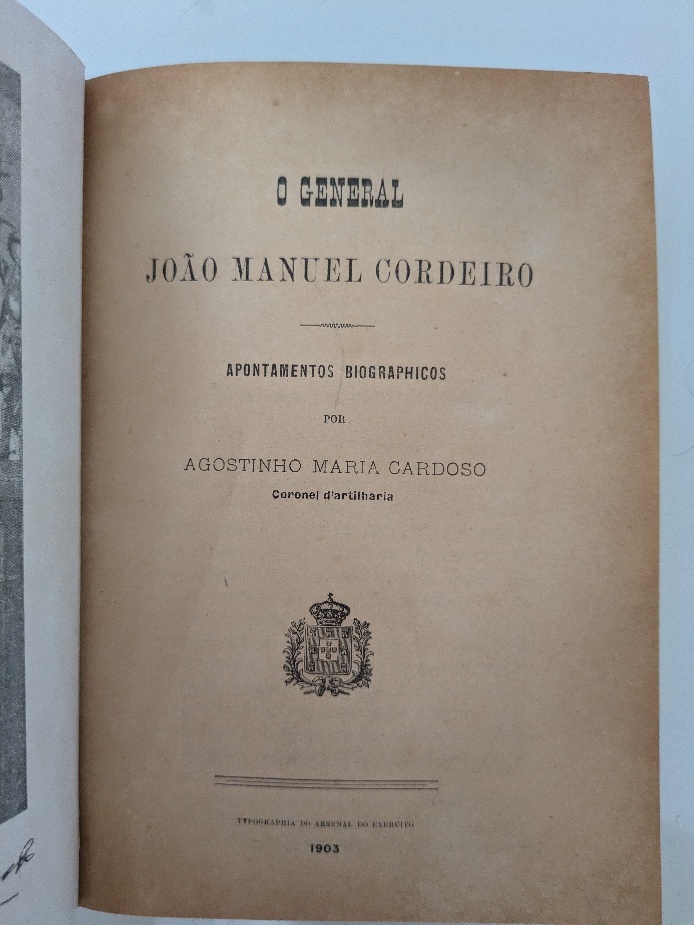 O GENERAL
JOÃO MANUEL CORDEIRO
APONTAMENTOS BIOGRAPHICOS
POR
AGOSTINHO MARIA CARDOSO
Coronel d'artilharia
TYPOGRAPHIA DO ARSENAL DO EXERCITO
1903